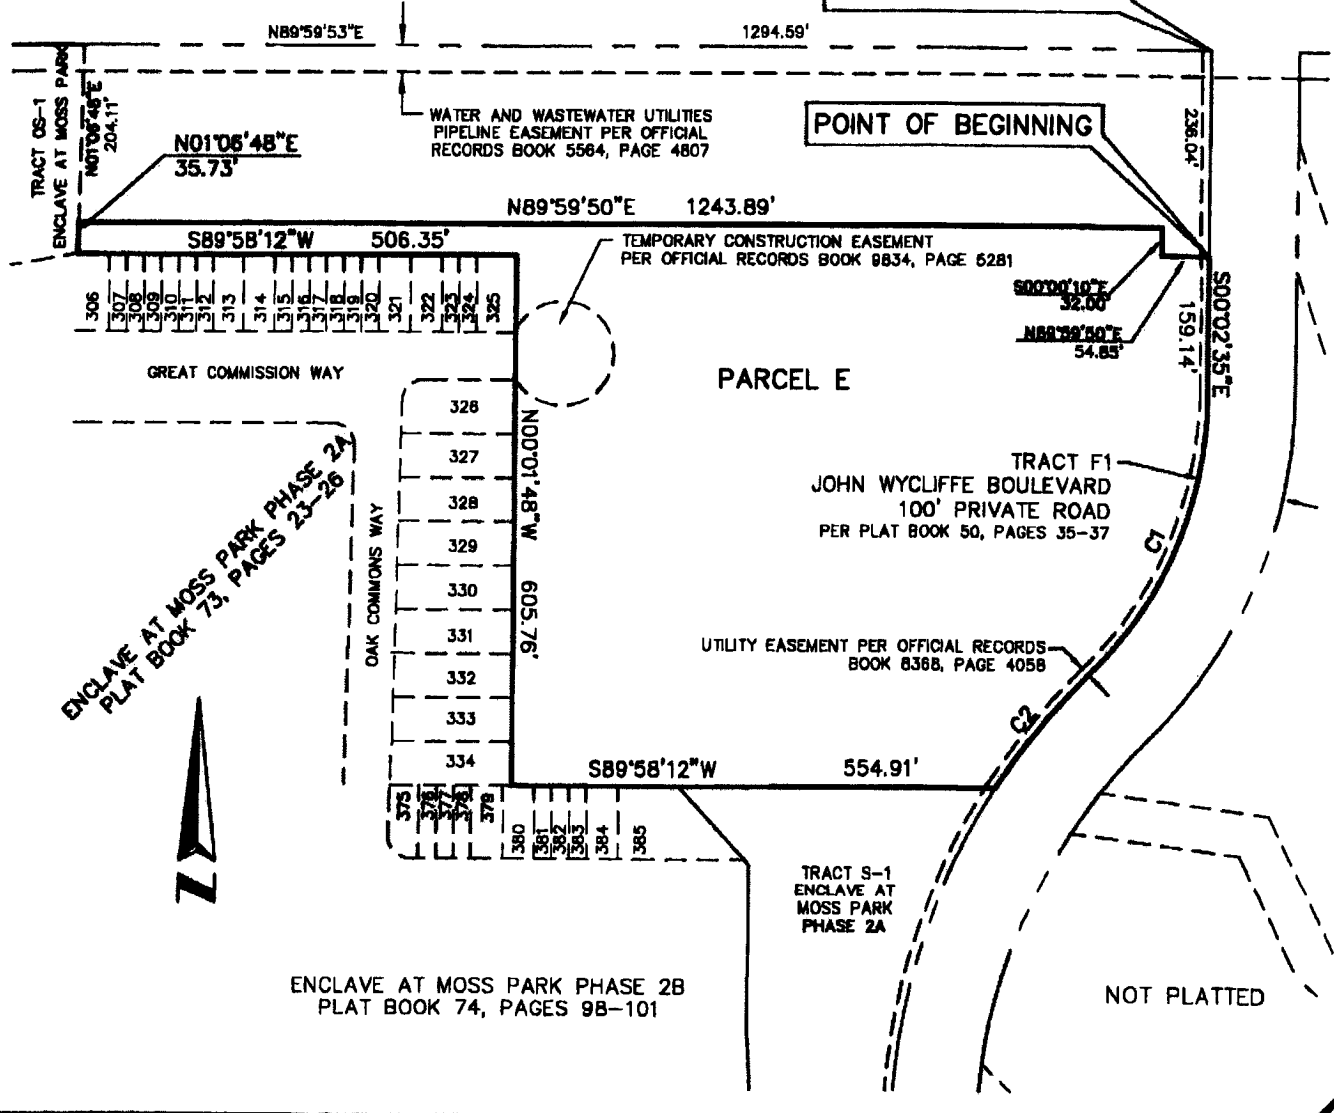 N89°59'53"E
1294.59'
TRACT OS-1
ENCLAVE AT MOSS PARK
N01°06'48"E
204.11'
WATER AND WASTEWATER UTILITIES
PIPELINE EASEMENT PER OFFICIAL
RECORDS BOOK 5564, PAGE 4807
POINT OF BEGINNING
236.04'
N01°06'48"E
35.73'
N89°59'50"E 1243.89'
S89°58'12"W 506.35'
TEMPORARY CONSTRUCTION EASEMENT
PER OFFICIAL RECORDS BOOK 9834, PAGE 6281
S00°00'10"E
32.00'
N89°59'50"E
54.85'
S00°02'35"E
159.14'
306
307
308
309
310
311
312
313
314
315
316
317
318
319
320
321
322
323
324
325
GREAT COMMISSION WAY
PARCEL E
326
327
328
329
330
331
332
333
334
N00°01'48"W 605.76'
OAK COMMONS WAY
ENCLAVE AT MOSS PARK PHASE 2A
PLAT BOOK 73, PAGES 23-26
TRACT F1
JOHN WYCLIFFE BOULEVARD
100' PRIVATE ROAD
PER PLAT BOOK 50, PAGES 35-37
C1
UTILITY EASEMENT PER OFFICIAL RECORDS
BOOK 8368, PAGE 4058
C2
S89°58'12"W 554.91'
375
376
377
378
379
380
381
382
383
384
385
Z
TRACT S-1
ENCLAVE AT
MOSS PARK
PHASE 2A
ENCLAVE AT MOSS PARK PHASE 2B
PLAT BOOK 74, PAGES 98-101
NOT PLATTED